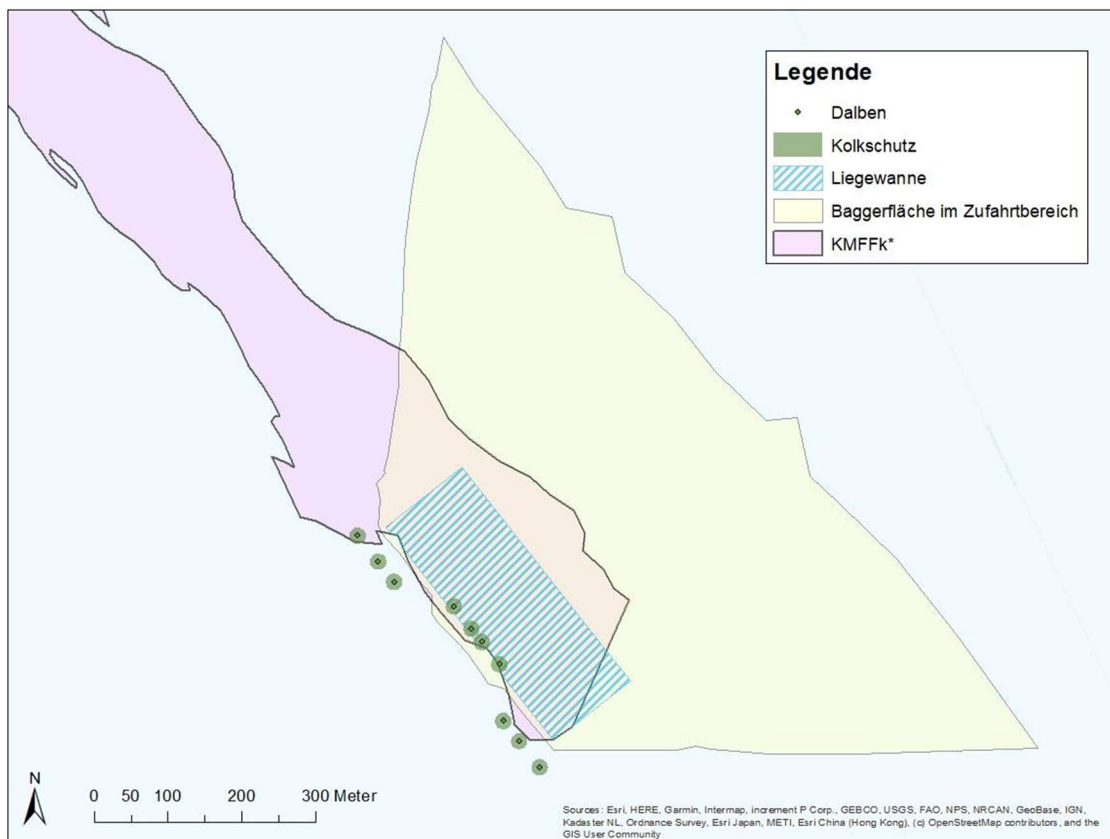 Legende
Dalben
Kolkschutz
Liegewanne
Baggerfläche im Zufahrtbereich
KMFFk*
N
0 50 100 200 300 Meter
Sources: Esri, HERE, Garmin, Intermap, increment P Corp., GEBCO, USGS, FAO, NPS, NRCAN, GeoBase, IGN,
Kadaster NL, Ordnance Survey, Esri Japan, METI, Esri China (Hong Kong), (c) OpenStreetMap contributors, and the
GIS User Community